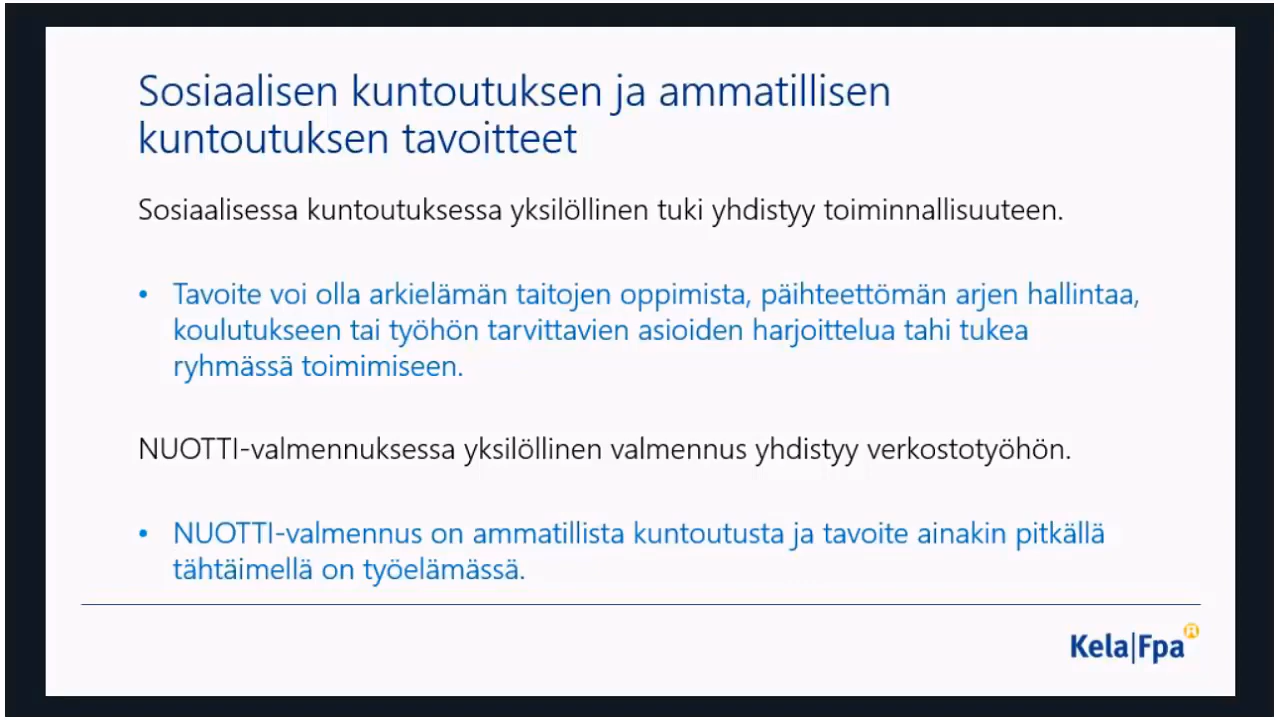 Sosiaalisen kuntoutuksen ja ammatillisen
kuntoutuksen tavoitteet
Sosiaalisessa kuntoutuksessa yksilöllinen tuki yhdistyy toiminnallisuuteen.
• Tavoite voi olla arkielämän taitojen oppimista, päihteettömän arjen hallintaa,
koulutukseen tai työhön tarvittavien asioiden harjoittelua tahi tukea
ryhmässä toimimiseen.
NUOTTI-valmennuksessa yksilöllinen valmennus yhdistyy verkostotyöhön.
• NUOTTI-valmennus on ammatillista kuntoutusta ja tavoite ainakin pitkällä
tähtäimellä on työelämässä.
Kela|Fpa